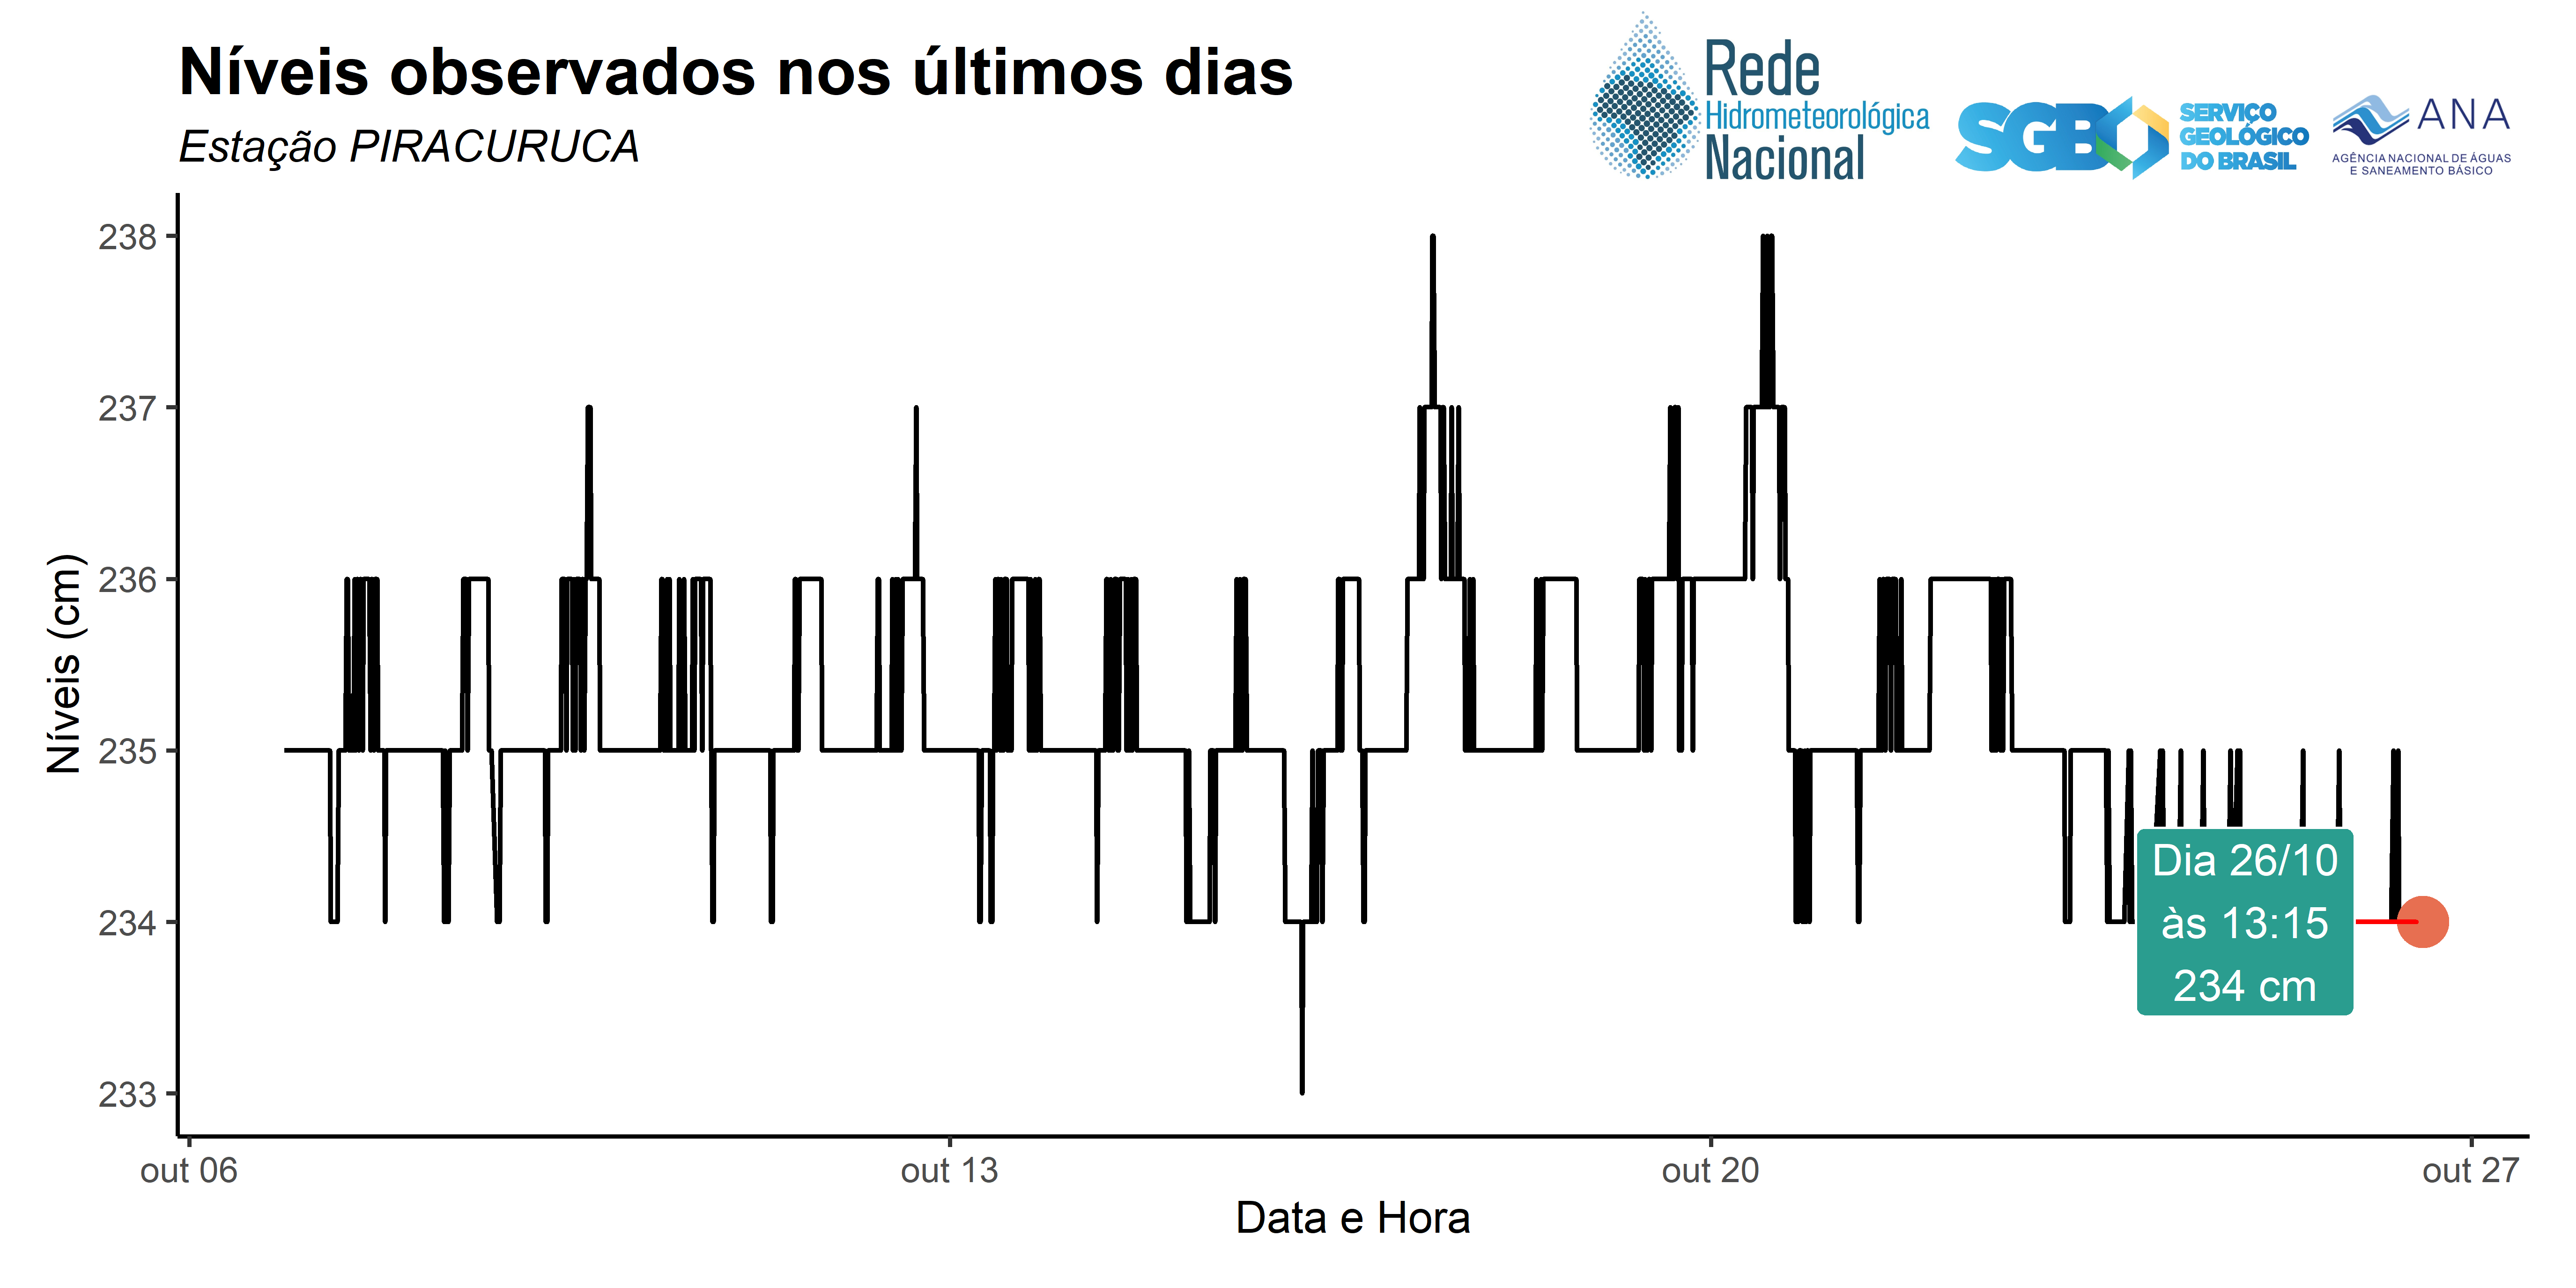 Níveis observados nos últimos dias
Estação PIRACURUCA
Rede
Hidrometeorológica
Nacional
SGB
SERVIÇO
GEOLÓGICO
DO BRASIL
ANA
AGÊNCIA NACIONAL DE ÁGUAS
E SANEAMENTO BÁSICO
Níveis (cm)
238
237
236
235
234
233
Dia 26/10
às 13:15
234 cm
out 06
out 13
out 20
out 27
Data e Hora